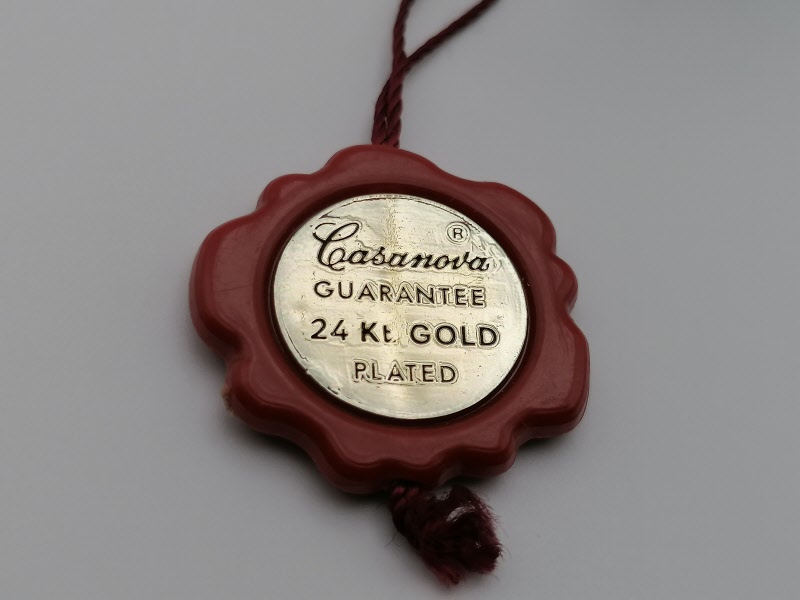 Casanova ®
GUARANTEE
24 Kt. GOLD
PLATED